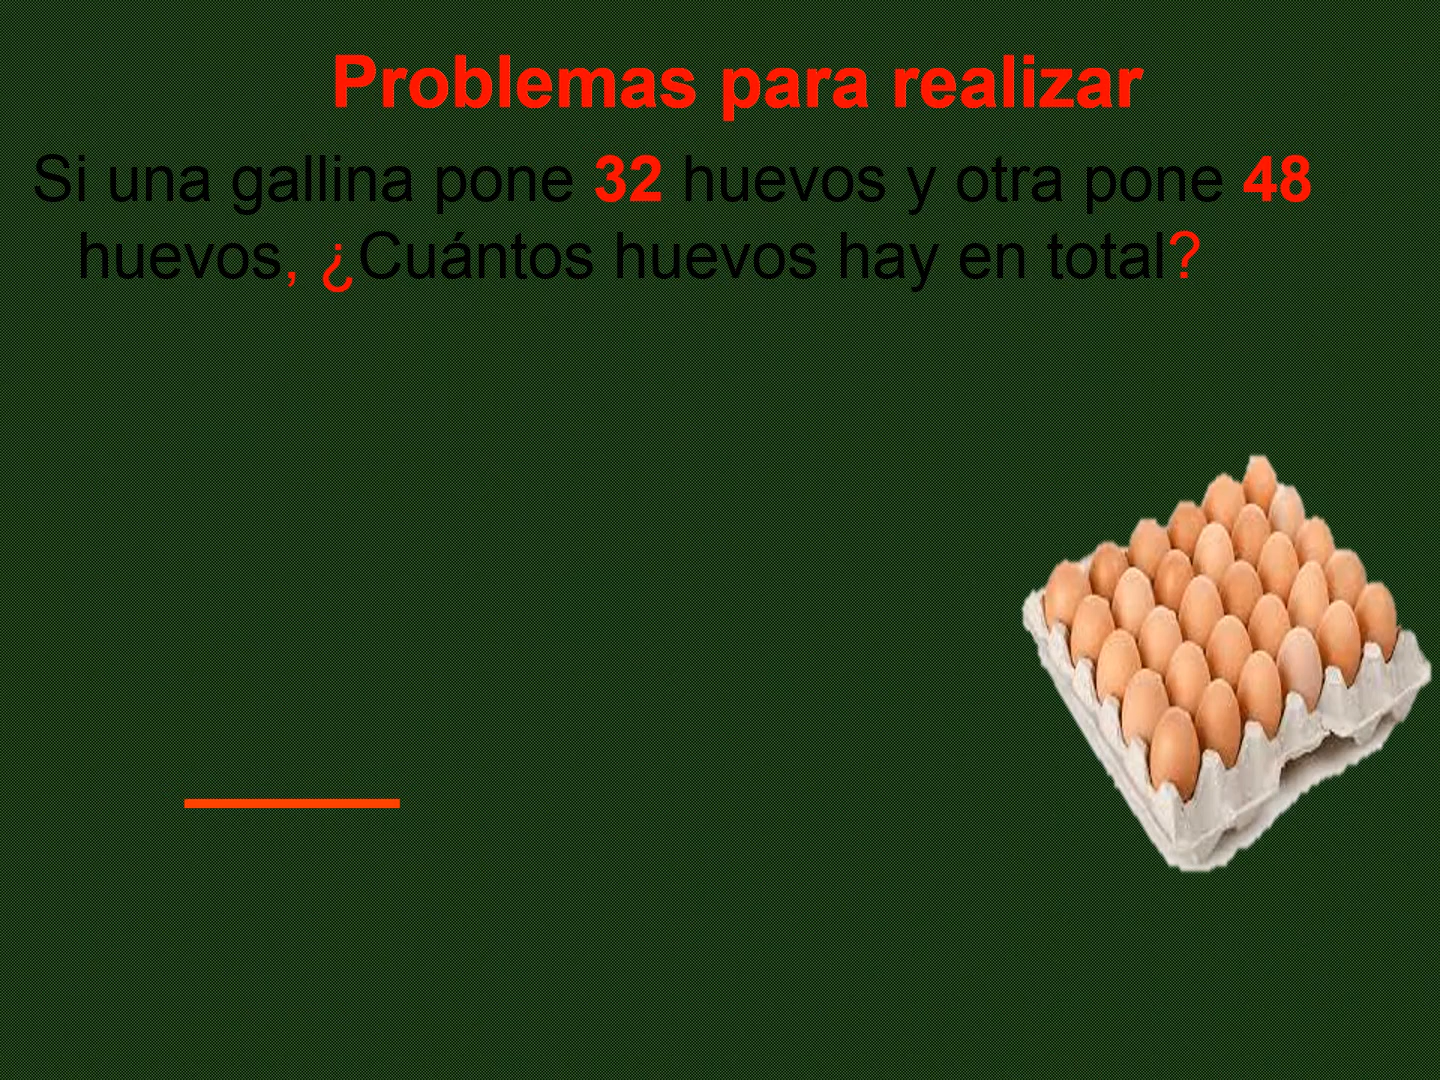 Problemas para realizar
Si una gallina pone 32 huevos y otra pone 48
huevos, ¿Cuántos huevos hay en total?